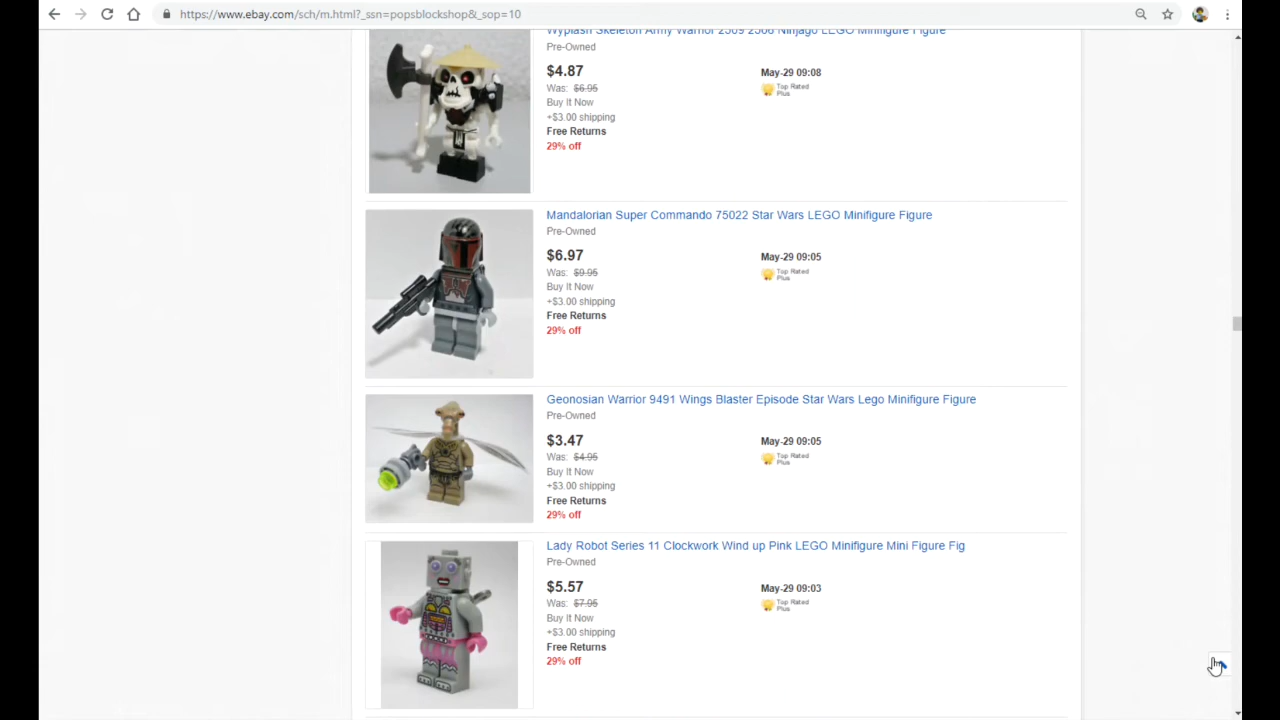 https://www.ebay.com/sch/m.html?_ssn=popsblockshop&_sop=10
Wyplash Skeleton Army Warrior 2509 2506 Ninjago LEGO Minifigure Figure
Pre-Owned
$4.87
May-29 09:08
Was: $6.95
Top Rated
Plus
Buy It Now
+$3.00 shipping
Free Returns
29% off
Mandalorian Super Commando 75022 Star Wars LEGO Minifigure Figure
Pre-Owned
$6.97
May-29 09:05
Was: $9.95
Top Rated
Plus
Buy It Now
+$3.00 shipping
Free Returns
29% off
Geonosian Warrior 9491 Wings Blaster Episode Star Wars Lego Minifigure Figure
Pre-Owned
$3.47
May-29 09:05
Was: $4.95
Top Rated
Plus
Buy It Now
+$3.00 shipping
Free Returns
29% off
Lady Robot Series 11 Clockwork Wind up Pink LEGO Minifigure Mini Figure Fig
Pre-Owned
$5.57
May-29 09:03
Was: $7.95
Top Rated
Plus
Buy It Now
+$3.00 shipping
Free Returns
29% off